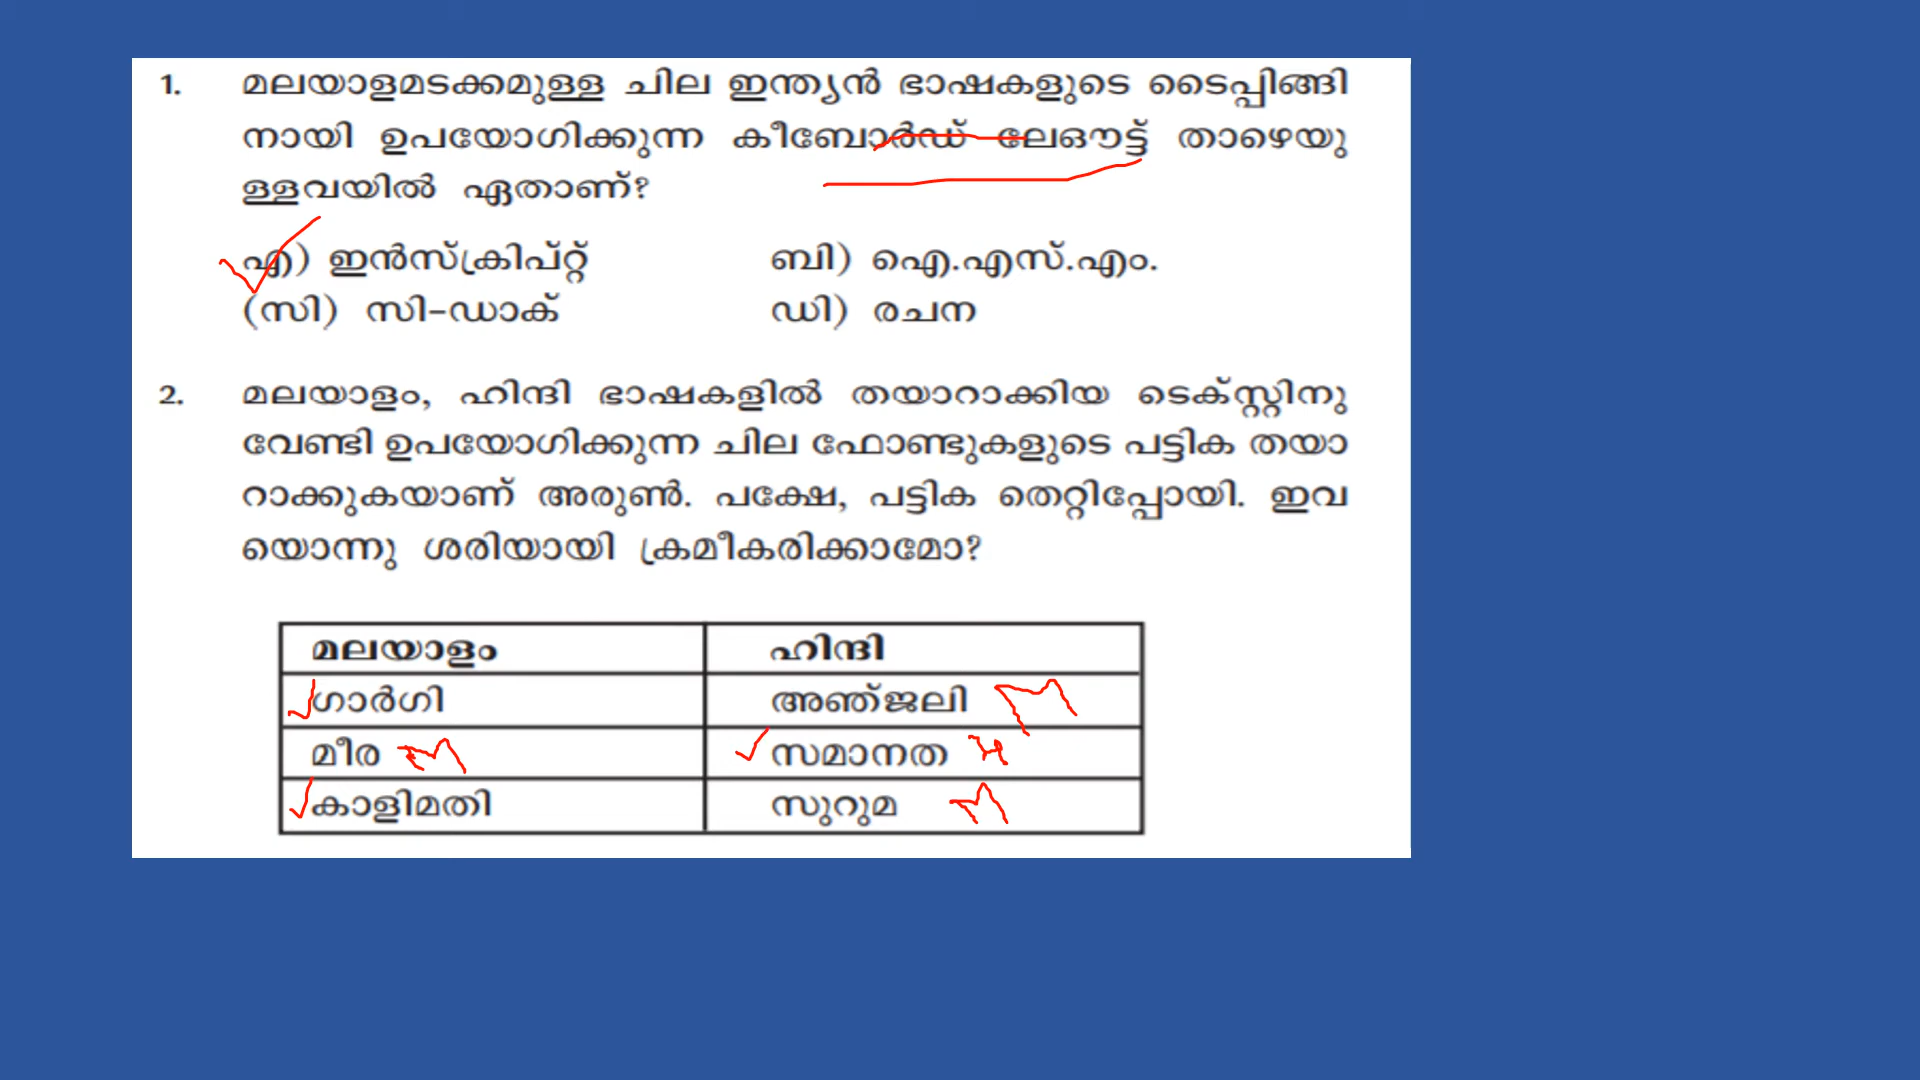 1. മലയാളമടക്കമുള്ള ചില ഇന്ത്യൻ ഭാഷകളുടെ ടൈപ്പിങ്ങി
നായി ഉപയോഗിക്കുന്ന കീബോർഡ് ലേഔട്ട് താഴെയു
ള്ളവയിൽ ഏതാണ്?
എ) ഇൻസ്ക്രിപ്റ്റ് ബി) ഐ.എസ്.എം.
(സി) സി-ഡാക് ഡി) രചന
2. മലയാളം, ഹിന്ദി ഭാഷകളിൽ തയാറാക്കിയ ടെക്സ്റ്റിനു
വേണ്ടി ഉപയോഗിക്കുന്ന ചില ഫോണ്ടുകളുടെ പട്ടിക തയാ
റാക്കുകയാണ് അരുൺ. പക്ഷേ, പട്ടിക തെറ്റിപ്പോയി. ഇവ
യൊന്നു ശരിയായി ക്രമീകരിക്കാമോ?
മലയാളം ഹിന്ദി
ഗാർഗി അഞ്ജലി M
മീര M സമാനത H
കാളിമതി സുറുമ M